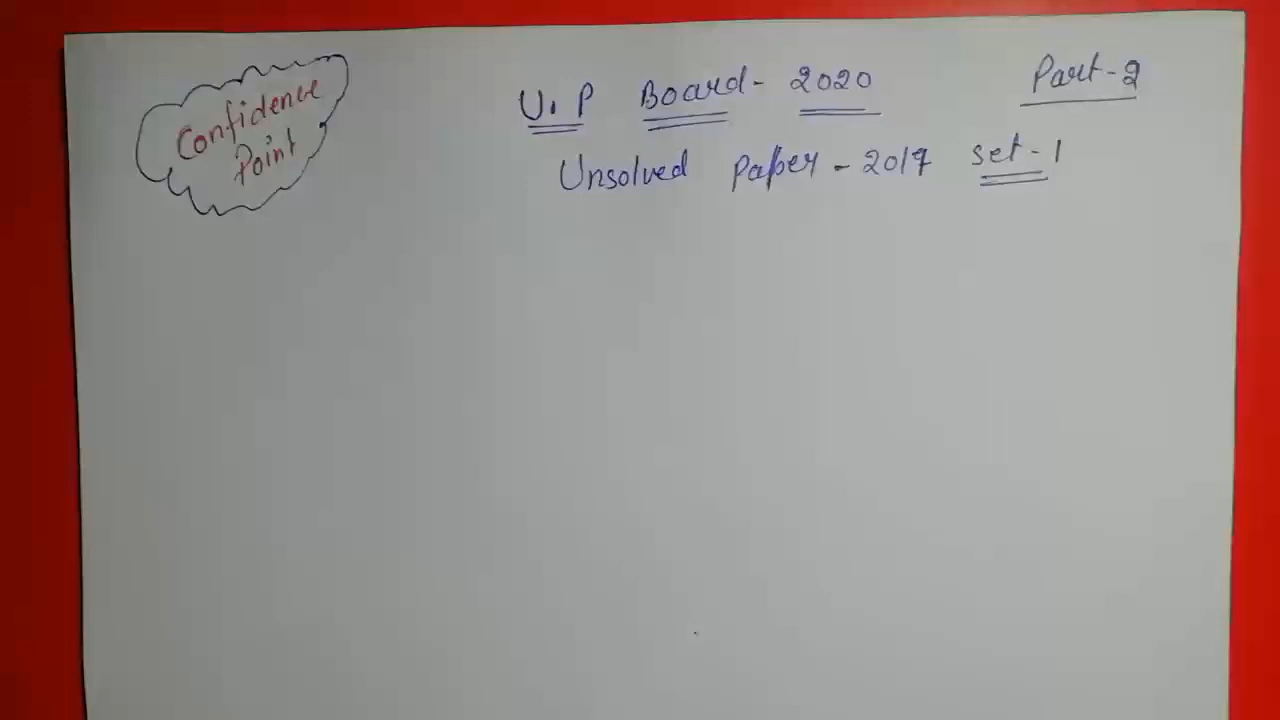 Confidence
Point
U.P Board- 2020
Part-2
Unsolved Paper - 2017 Set-1